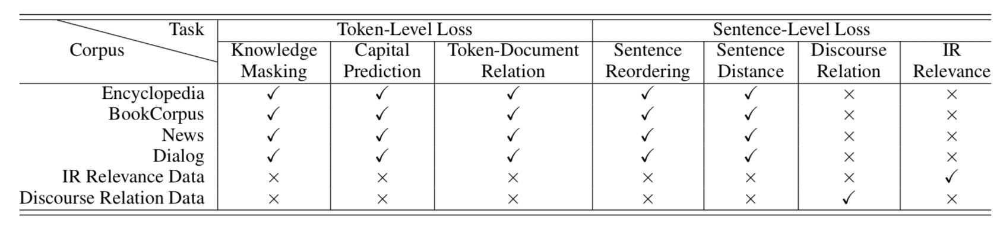 Task Token-Level Loss Sentence-Level Loss
Corpus Knowledge Capital Token-Document Sentence Sentence Discourse IR
Masking Prediction Relation Reordering Distance Relation Relevance
Encyclopedia ✓ ✓ ✓ ✓ ✓ × ×
BookCorpus ✓ ✓ ✓ ✓ ✓ × ×
News ✓ ✓ ✓ ✓ ✓ × ×
Dialog ✓ ✓ ✓ ✓ ✓ × ×
IR Relevance Data × × × × × × ✓
Discourse Relation Data × × × × × ✓ ×